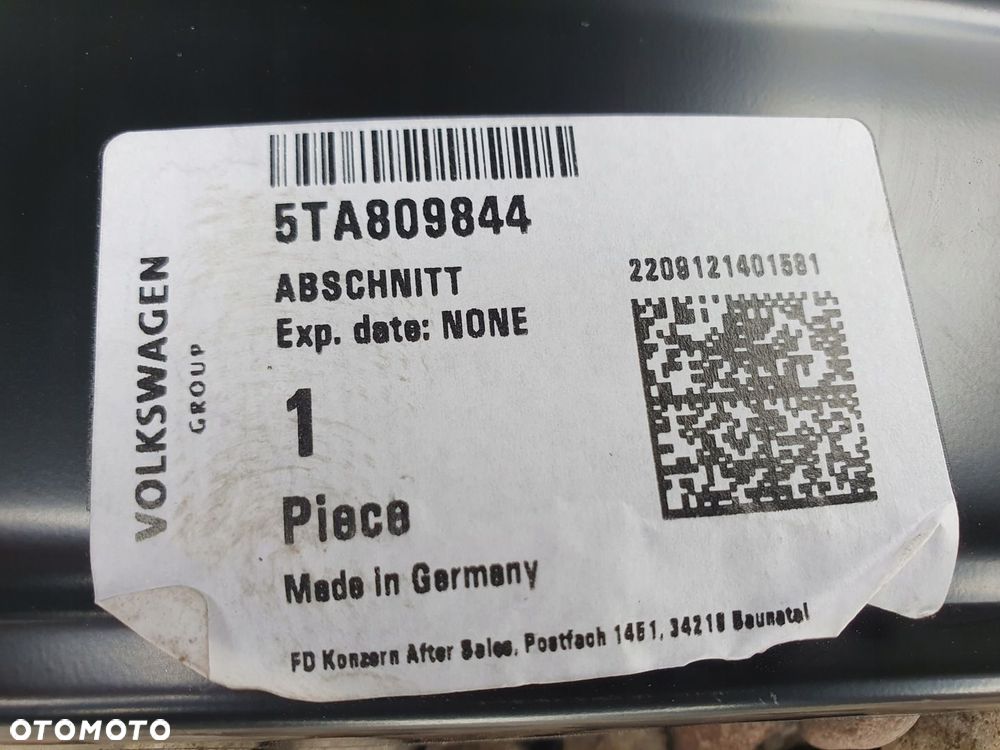 5TA809844
ABSCHNITT
Exp. date: NONE
1
Piece
Made in Germany
FD Konzern After Sales, Postfach 1451, 34218 Baunatal
2209121401581
VOLKSWAGEN
GROUP
OTOMOTO